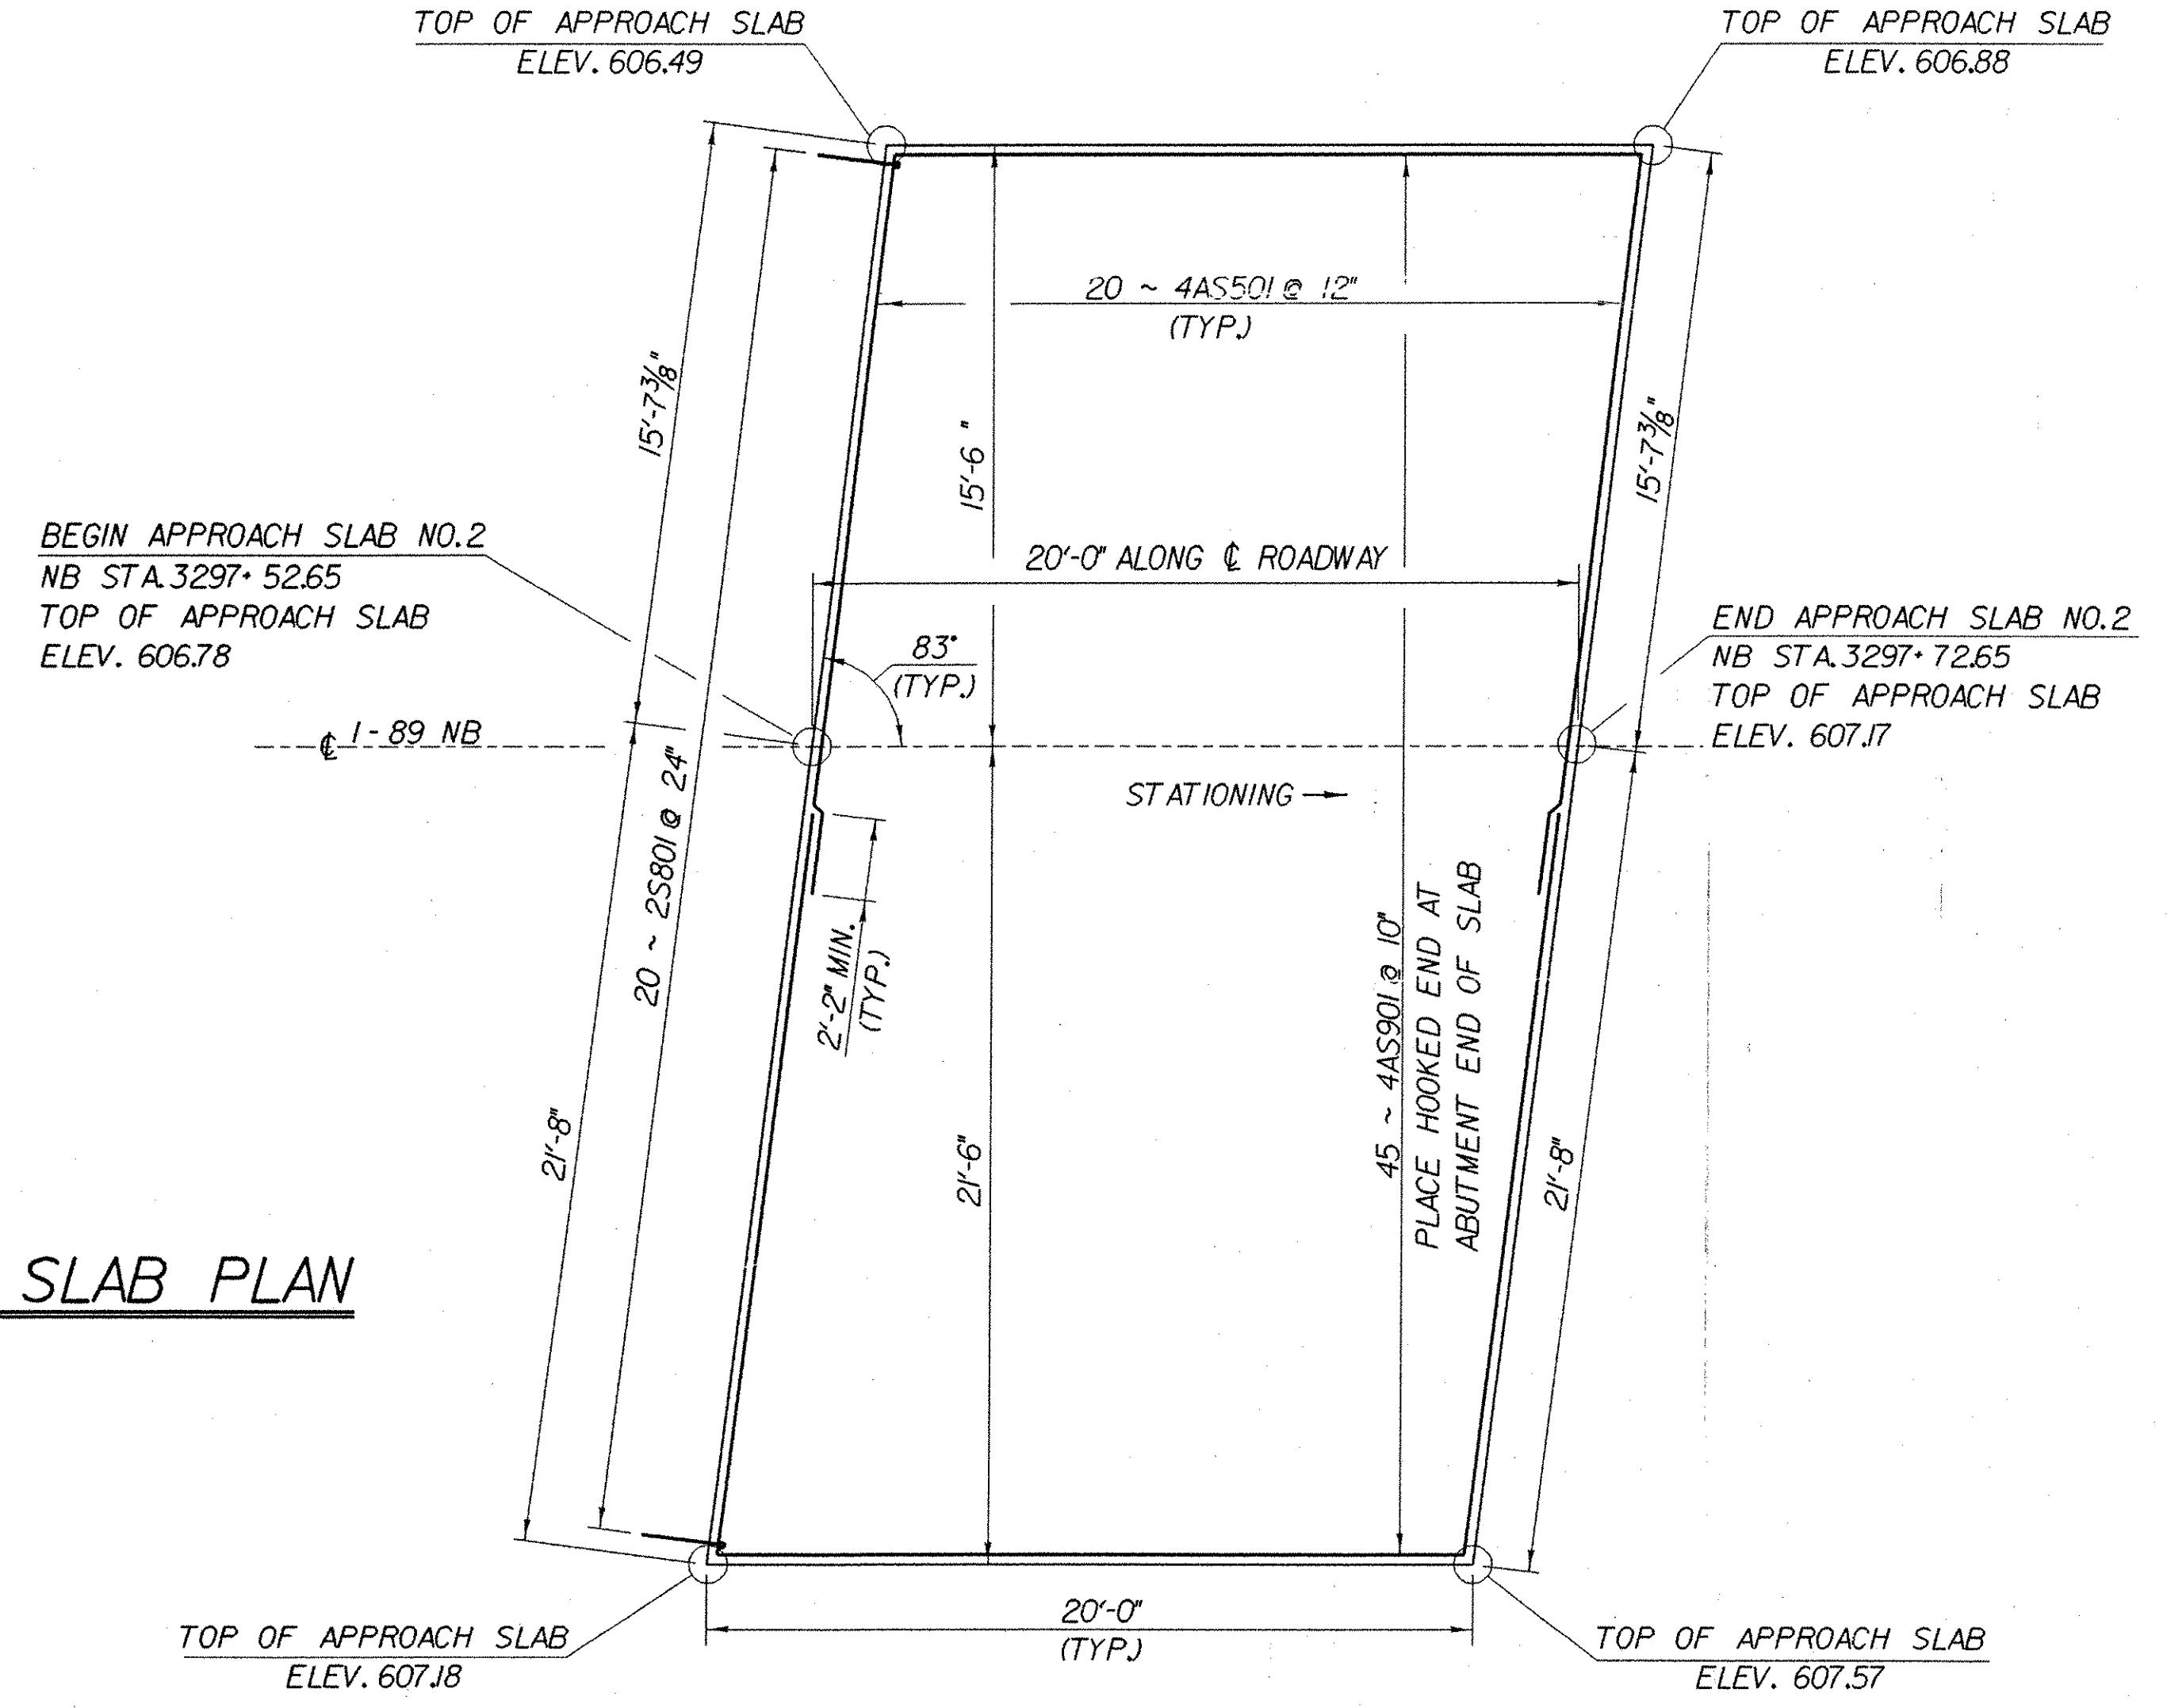 TOP OF APPROACH SLAB
ELEV. 606.49
TOP OF APPROACH SLAB
ELEV. 606.88
20 ~ 4AS501 @ 12"
(TYP.)
15'-7 3/8"
15'-6"
15'-7 3/8"
BEGIN APPROACH SLAB NO.2
NB STA.3297+52.65
TOP OF APPROACH SLAB
ELEV. 606.78
20'-0" ALONG ℄ ROADWAY
END APPROACH SLAB NO.2
NB STA.3297+72.65
TOP OF APPROACH SLAB
ELEV. 607.17
83°
(TYP.)
℄ I-89 NB
STATIONING
20 ~ 2S801 @ 24"
2'-2" MIN.
(TYP.)
45 ~ 4AS901 @ 10"
PLACE HOOKED END AT
ABUTMENT END OF SLAB
21'-8"
21'-6"
21'-8"
SLAB PLAN
20'-0"
(TYP.)
TOP OF APPROACH SLAB
ELEV. 607.18
TOP OF APPROACH SLAB
ELEV. 607.57